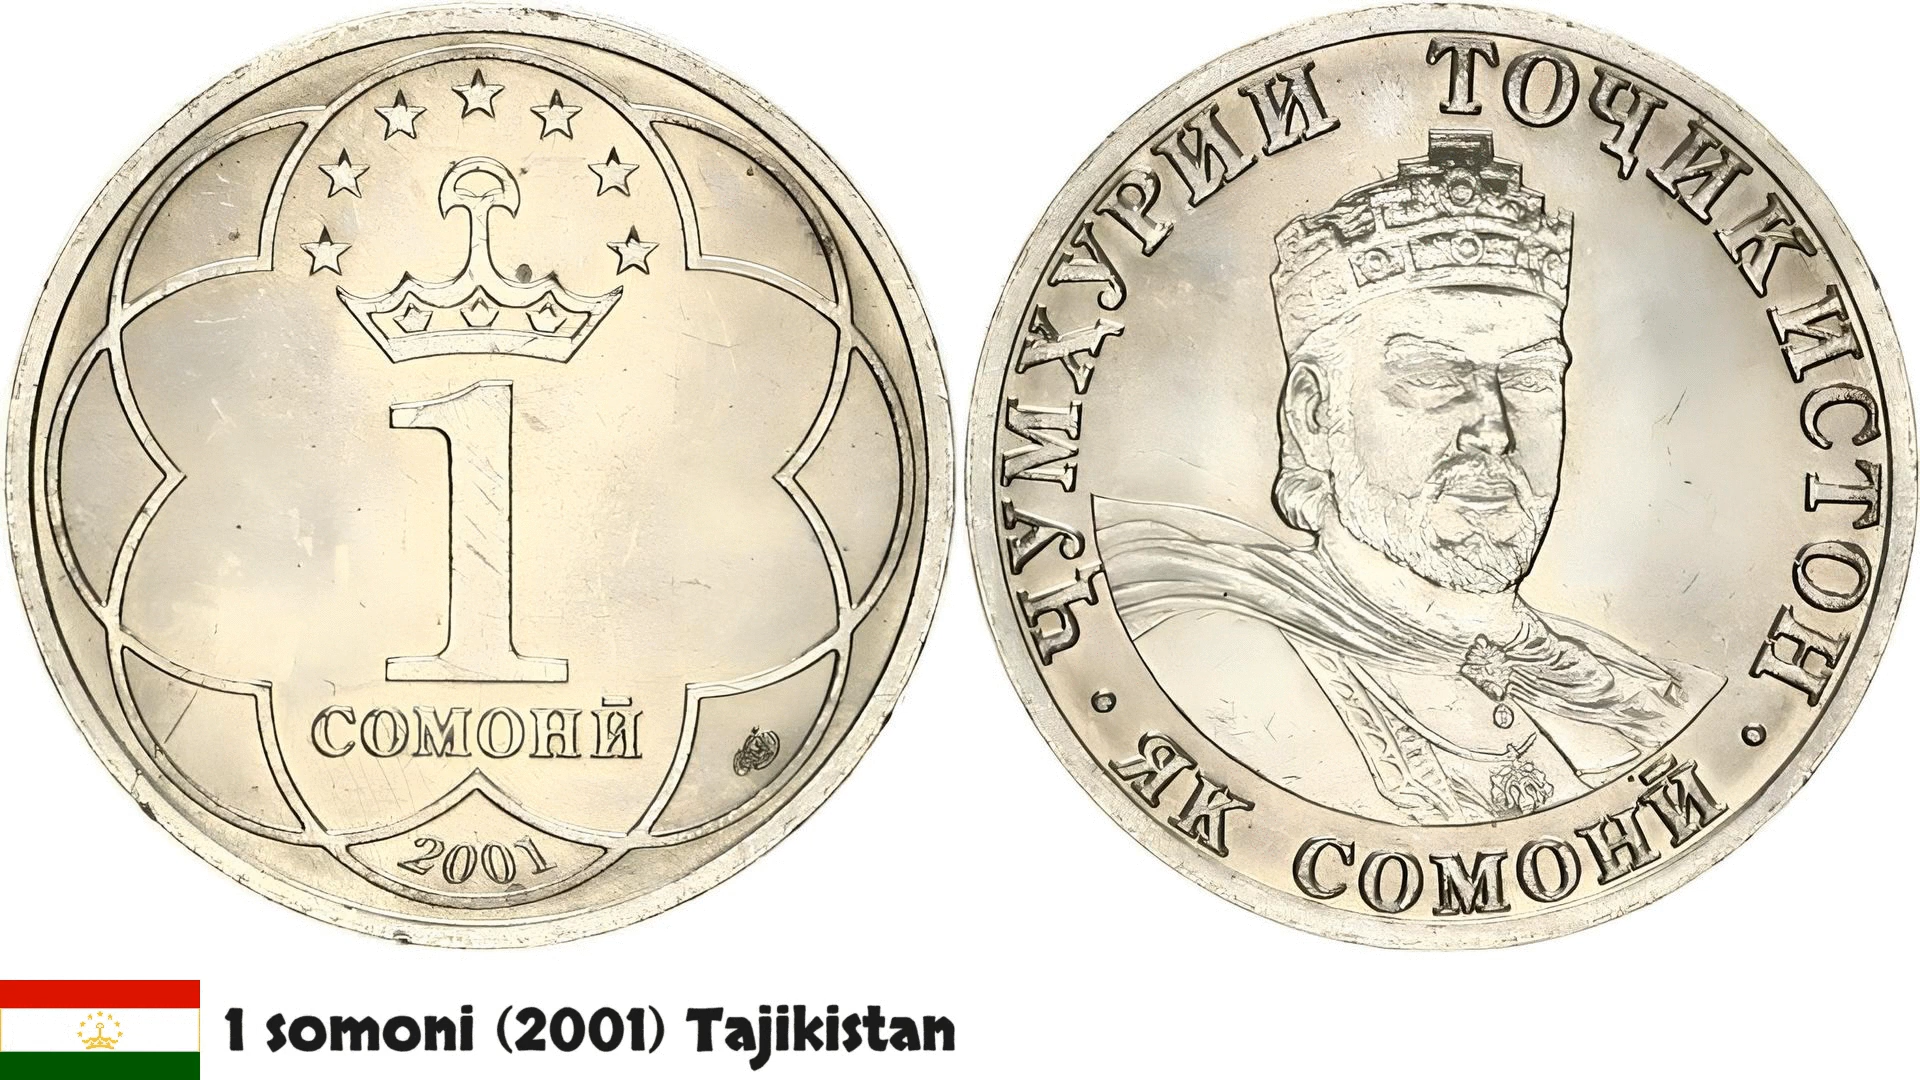 1
СОМОНӢ
2001
ҶУМҲУРИИ ТОҶИКИСТОН
• ЯК СОМОНӢ •
1 somoni (2001) Tajikistan